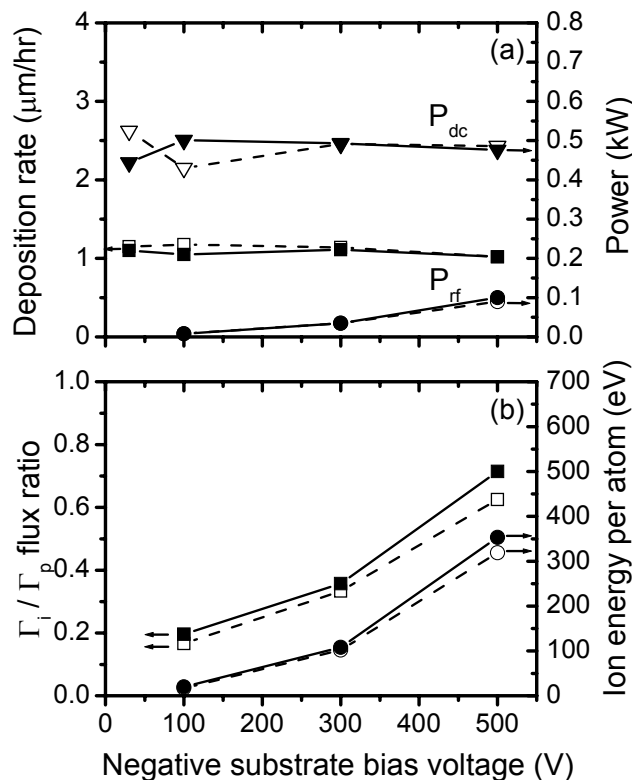 (a)
Deposition rate (μm/hr)
4
3
2
1
0
P_dc
P_rf
Power (kW)
0.8
0.7
0.6
0.5
0.4
0.3
0.2
0.1
0.0
(b)
Γ_i / Γ_p flux ratio
1.0
0.8
0.6
0.4
0.2
0.0
Ion energy per atom (eV)
700
600
500
400
300
200
100
0
0 100 200 300 400 500
Negative substrate bias voltage (V)